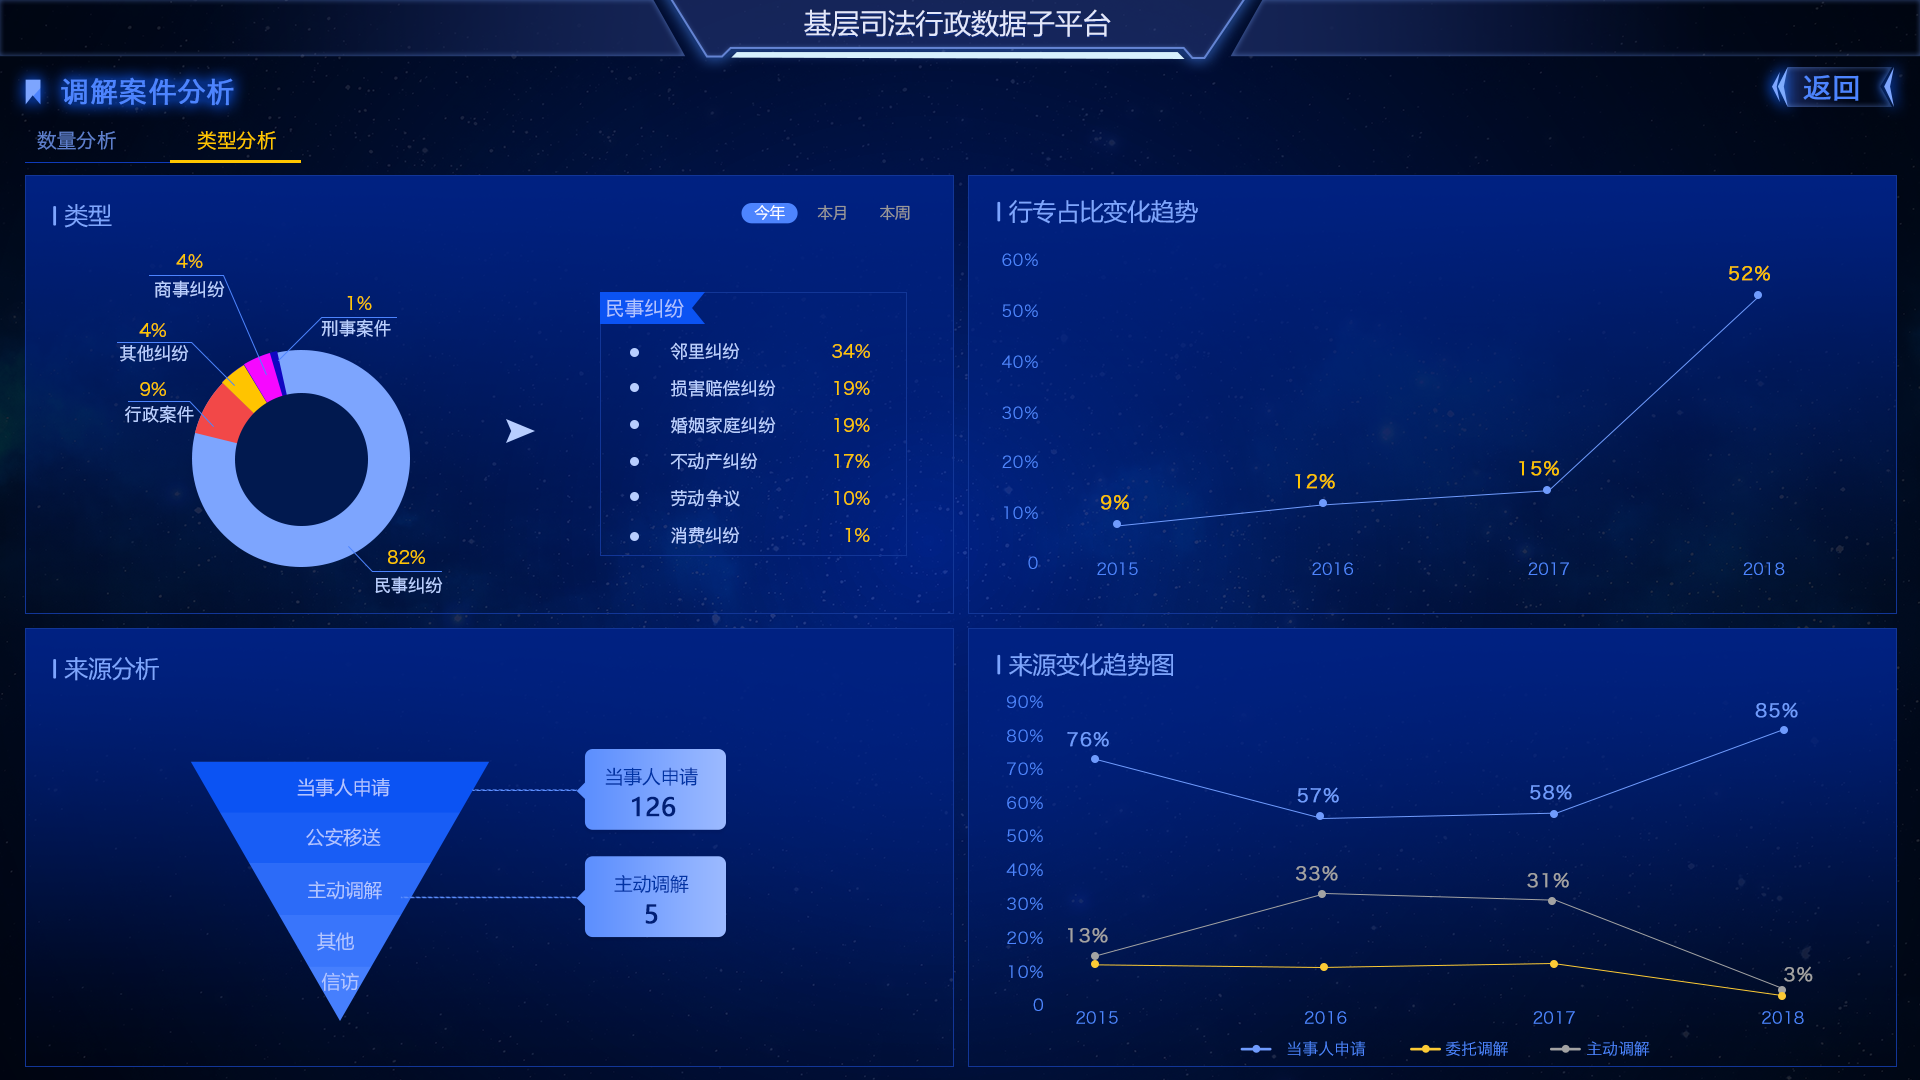 基层司法行政数据子平台
调解案件分析
返回
数量分析
类型分析
类型
今年
本月
本周
4%
商事纠纷
1%
刑事案件
4%
其他纠纷
9%
行政案件
82%
民事纠纷
民事纠纷
邻里纠纷 34%
损害赔偿纠纷 19%
婚姻家庭纠纷 19%
不动产纠纷 17%
劳动争议 10%
消费纠纷 1%
行专占比变化趋势
60%
50%
40%
30%
20%
10%
0
9%
12%
15%
52%
2015
2016
2017
2018
来源分析
当事人申请
公安移送
主动调解
其他
信访
当事人申请
126
主动调解
5
来源变化趋势图
90%
80%
70%
60%
50%
40%
30%
20%
10%
0
76%
57%
58%
85%
13%
33%
31%
3%
2015
2016
2017
2018
当事人申请
委托调解
主动调解